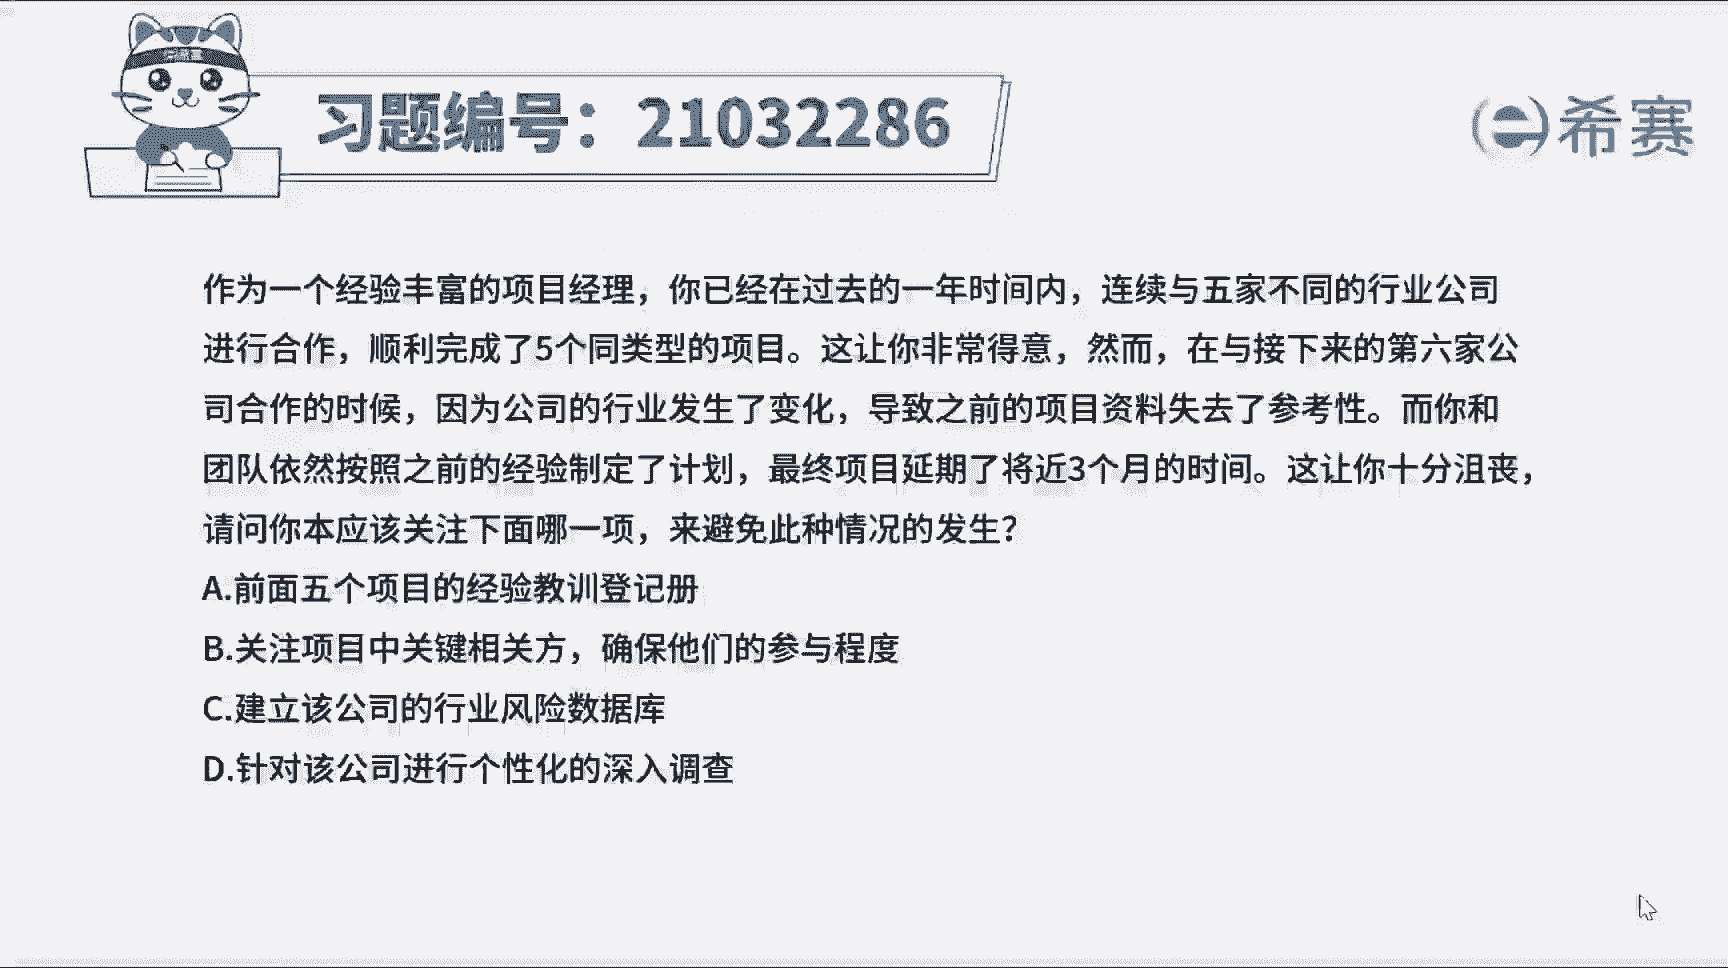 习题编号：21032286
希赛
作为一个经验丰富的项目经理，你已经在过去的一年时间内，连续与五家不同的行业公司
进行合作，顺利完成了5个同类型的项目。这让你非常得意，然而，在与接下来的第六家公
司合作的时候，因为公司的行业发生了变化，导致之前的项目资料失去了参考性。而你和
团队依然按照之前的经验制定了计划，最终项目延期了将近3个月的时间。这让你十分沮丧，
请问你本应该关注下面哪一项，来避免此种情况的发生？
A.前面五个项目的经验教训登记册
B.关注项目中关键相关方，确保他们的参与程度
C.建立该公司的行业风险数据库
D.针对该公司进行个性化的深入调查